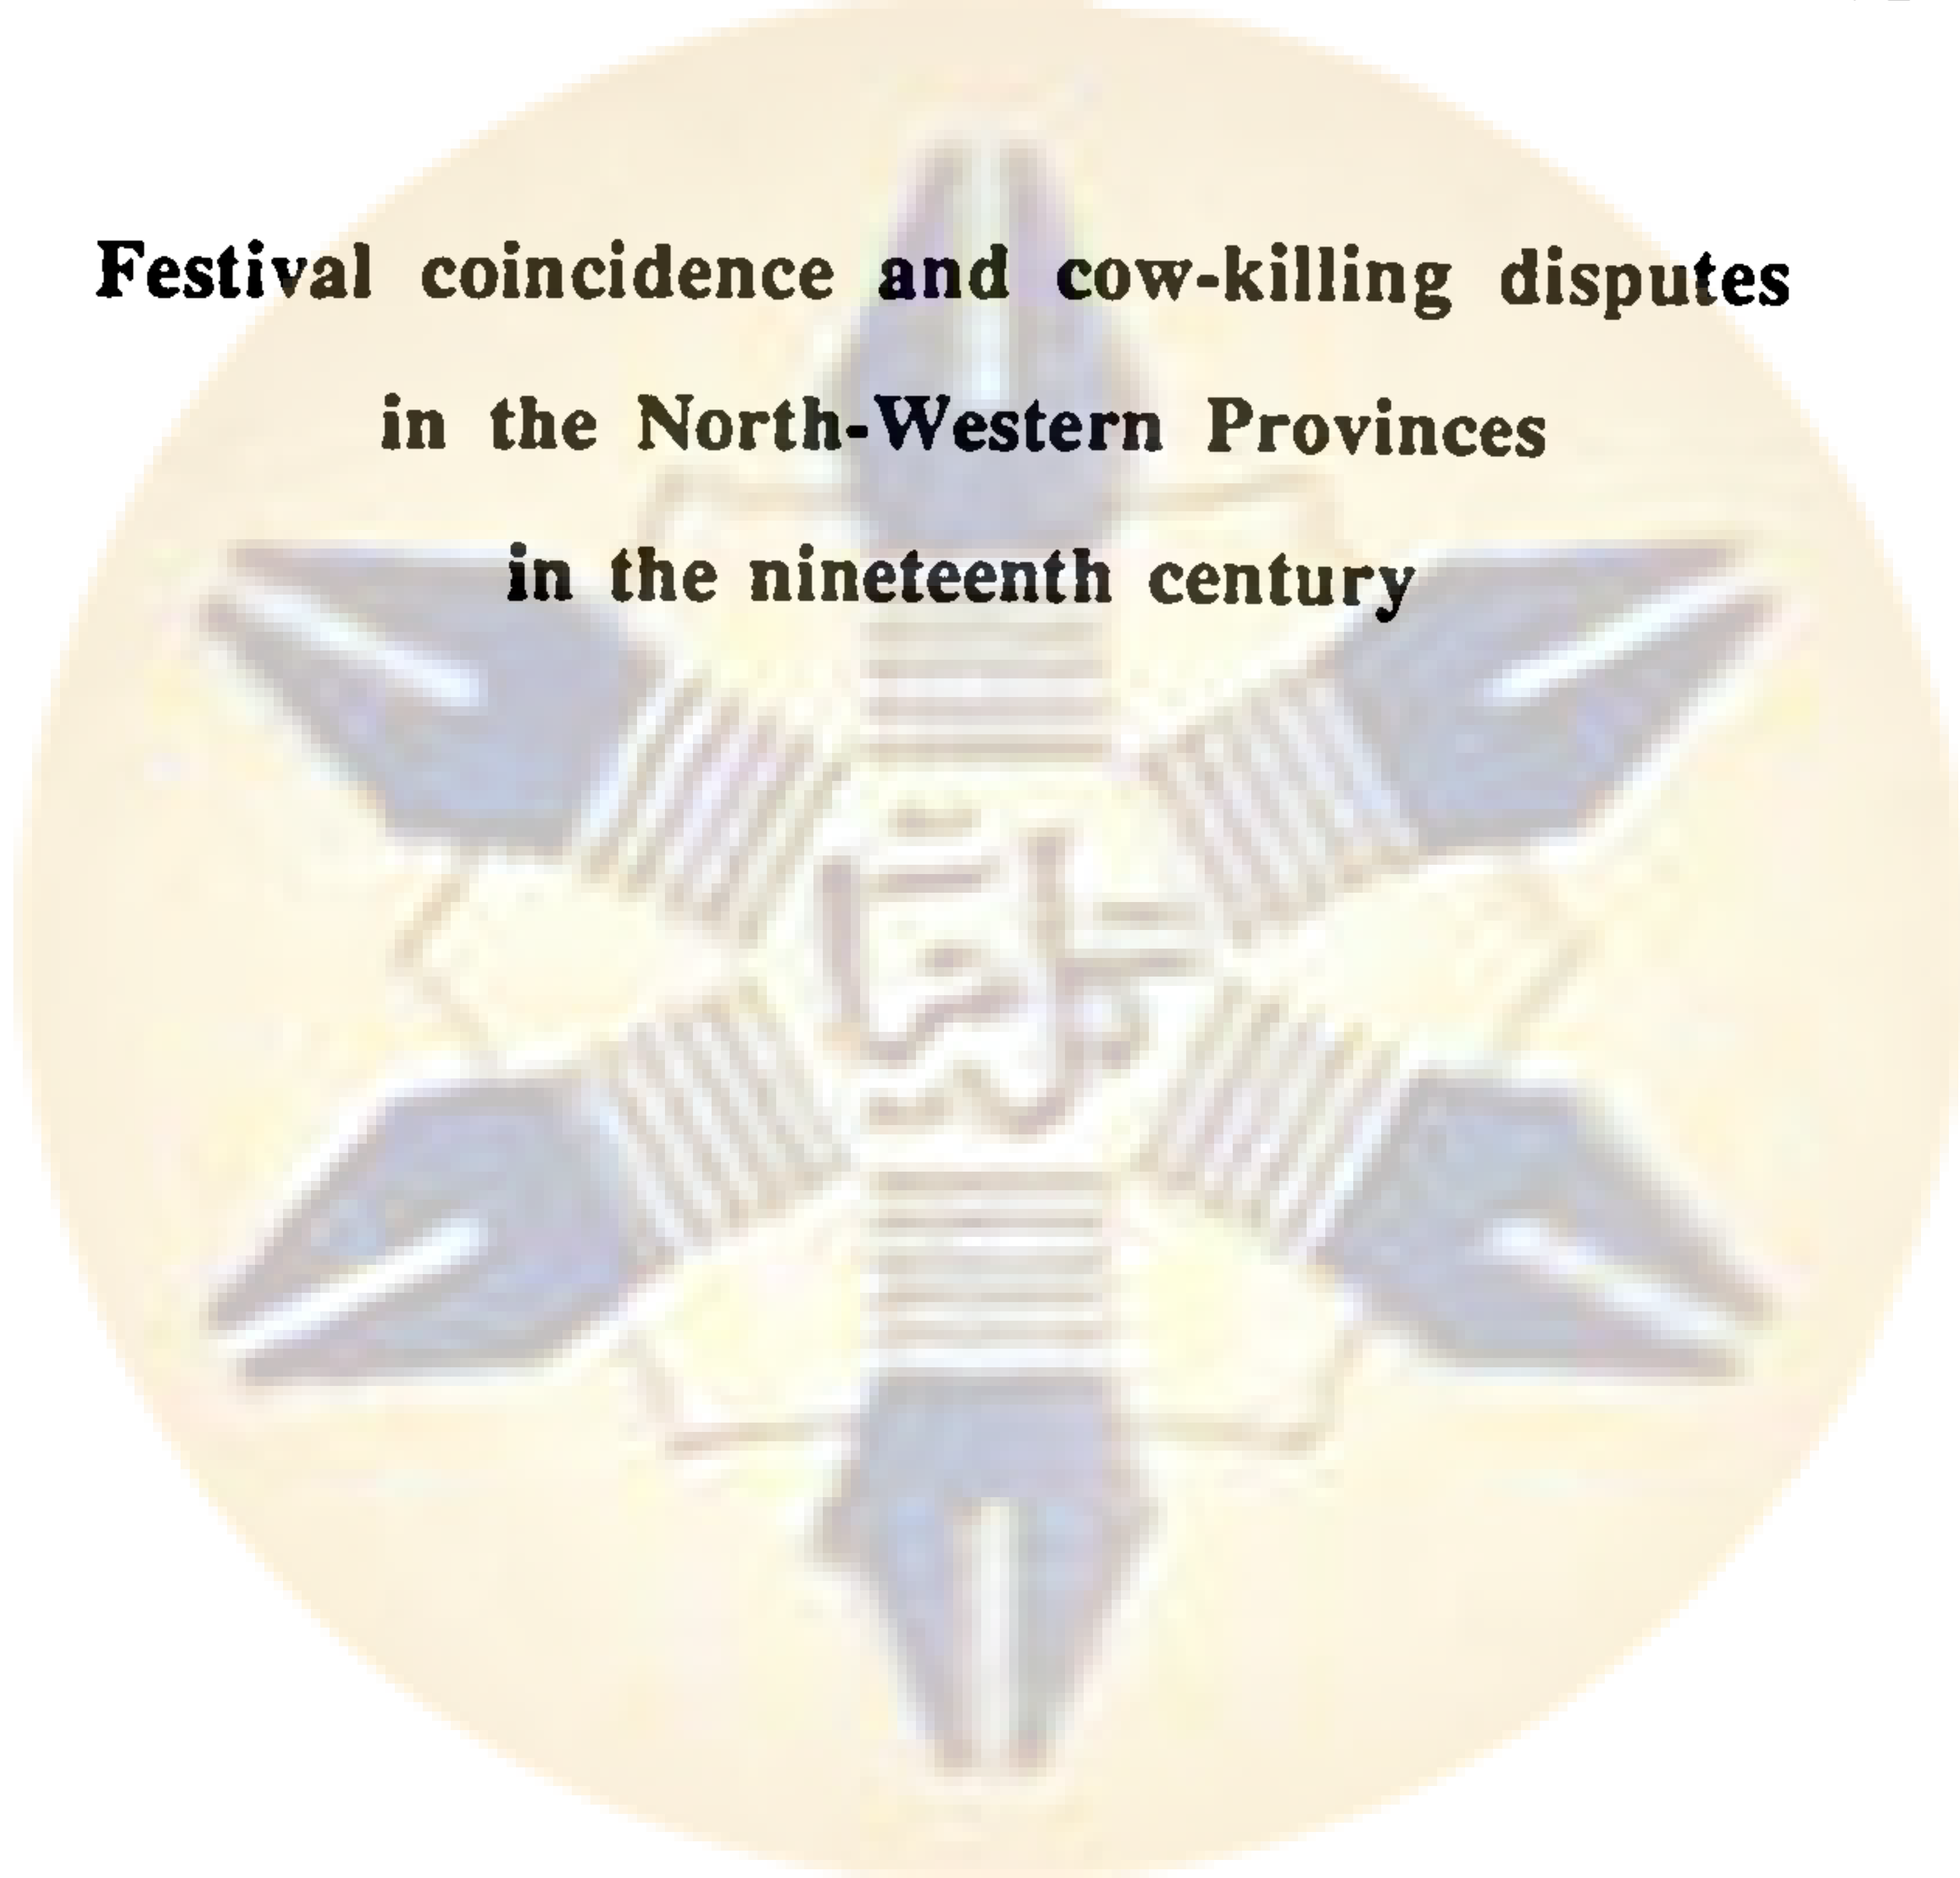 Festival coincidence and cow-killing disputes
in the North-Western Provinces
in the nineteenth century